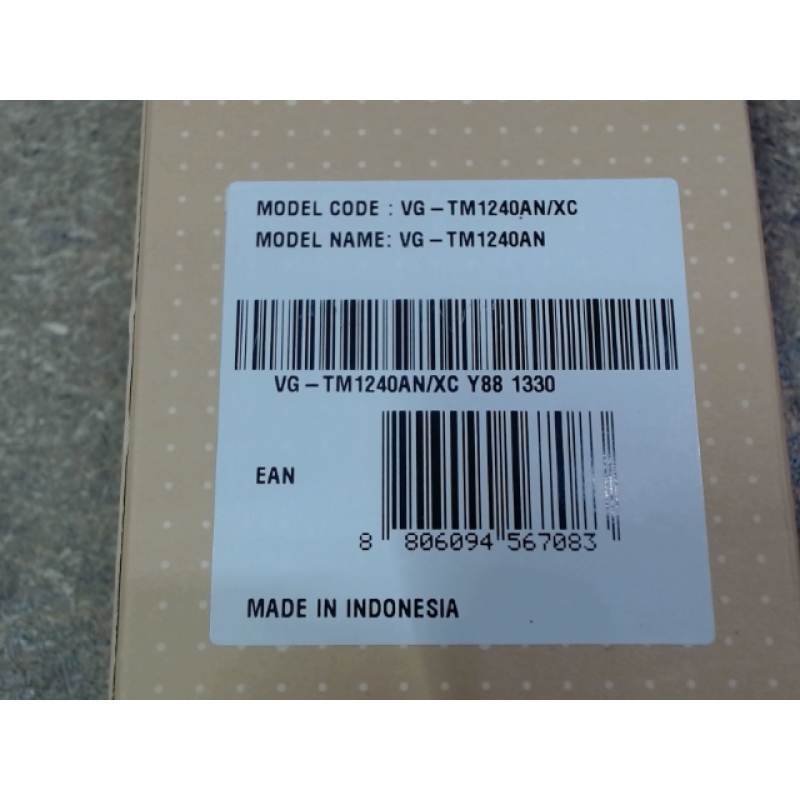 MODEL CODE : VG-TM1240AN/XC
MODEL NAME: VG-TM1240AN
VG-TM1240AN/XC Y88 1330
EAN
8 806094 567083
MADE IN INDONESIA